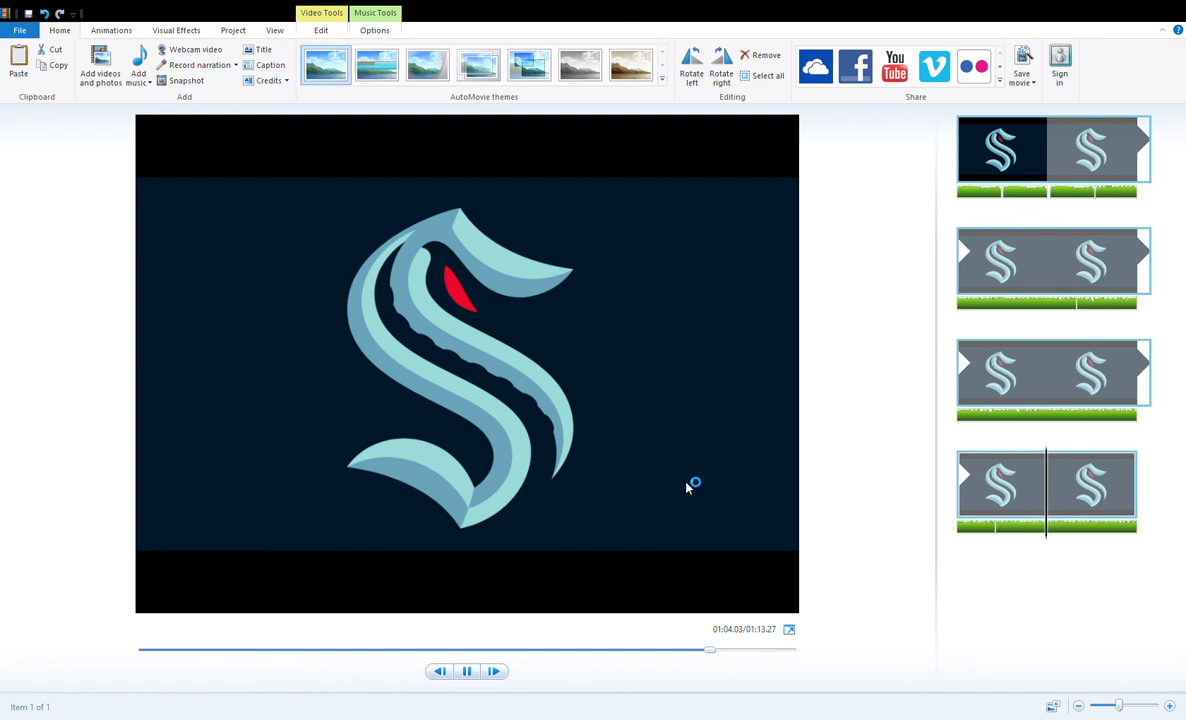 Video Tools Music Tools
File Home Animations Visual Effects Project View Edit Options
Paste
Cut
Copy
Clipboard
Add videos
and photos
Add
music
Webcam video
Record narration
Snapshot
Title
Caption
Credits
Add
AutoMovie themes
Rotate
left
Rotate
right
Remove
Select all
Editing
You
Tube
Share
Save
movie
Sign
in
01:04.03/01:13.27
Item 1 of 1